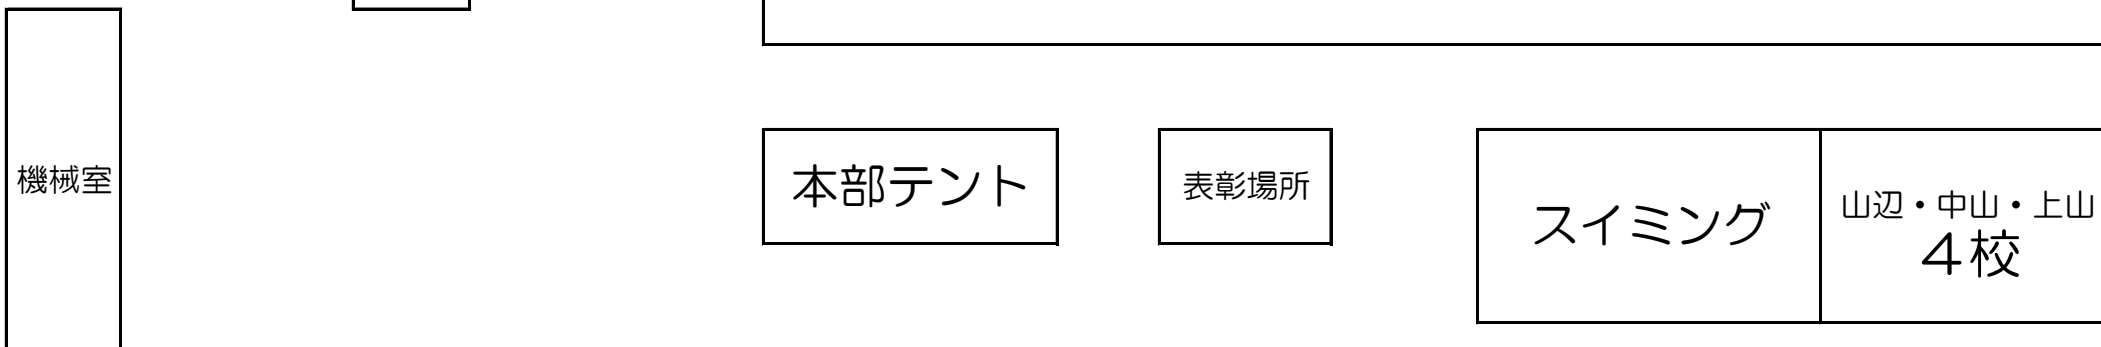 機械室
本部テント
表彰場所
スイミング
山辺・中山・上山
４校